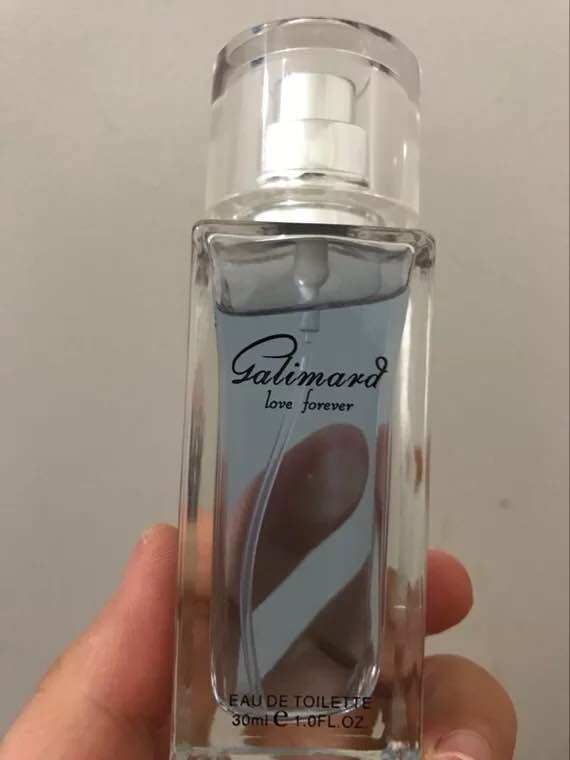 Galimard
love forever
EAU DE TOILETTE
30ml e 1.0FL.OZ